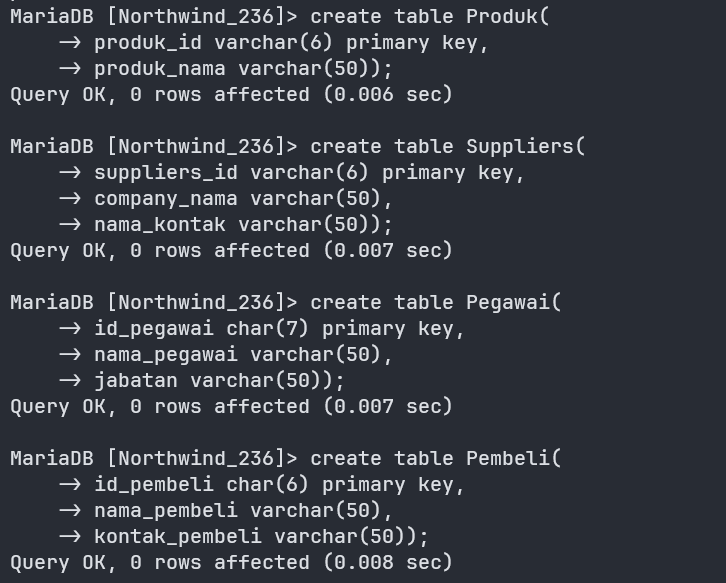 MariaDB [Northwind_236]> create table Produk(
    -> produk_id varchar(6) primary key,
    -> produk_nama varchar(50));
Query OK, 0 rows affected (0.006 sec)

MariaDB [Northwind_236]> create table Suppliers(
    -> suppliers_id varchar(6) primary key,
    -> company_nama varchar(50),
    -> nama_kontak varchar(50));
Query OK, 0 rows affected (0.007 sec)

MariaDB [Northwind_236]> create table Pegawai(
    -> id_pegawai char(7) primary key,
    -> nama_pegawai varchar(50),
    -> jabatan varchar(50));
Query OK, 0 rows affected (0.007 sec)

MariaDB [Northwind_236]> create table Pembeli(
    -> id_pembeli char(6) primary key,
    -> nama_pembeli varchar(50),
    -> kontak_pembeli varchar(50));
Query OK, 0 rows affected (0.008 sec)